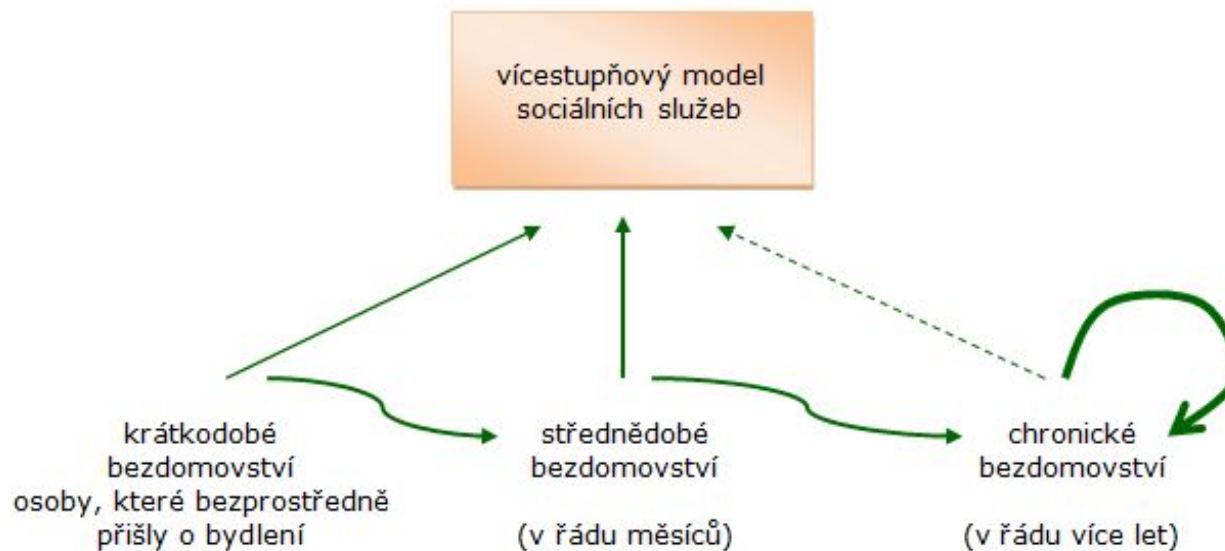 vícestupňový model
sociálních služeb
krátkodobé
bezdomovství
osoby, které bezprostředně
přišly o bydlení
střednědobé
bezdomovství
(v řádu měsíců)
chronické
bezdomovství
(v řádu více let)